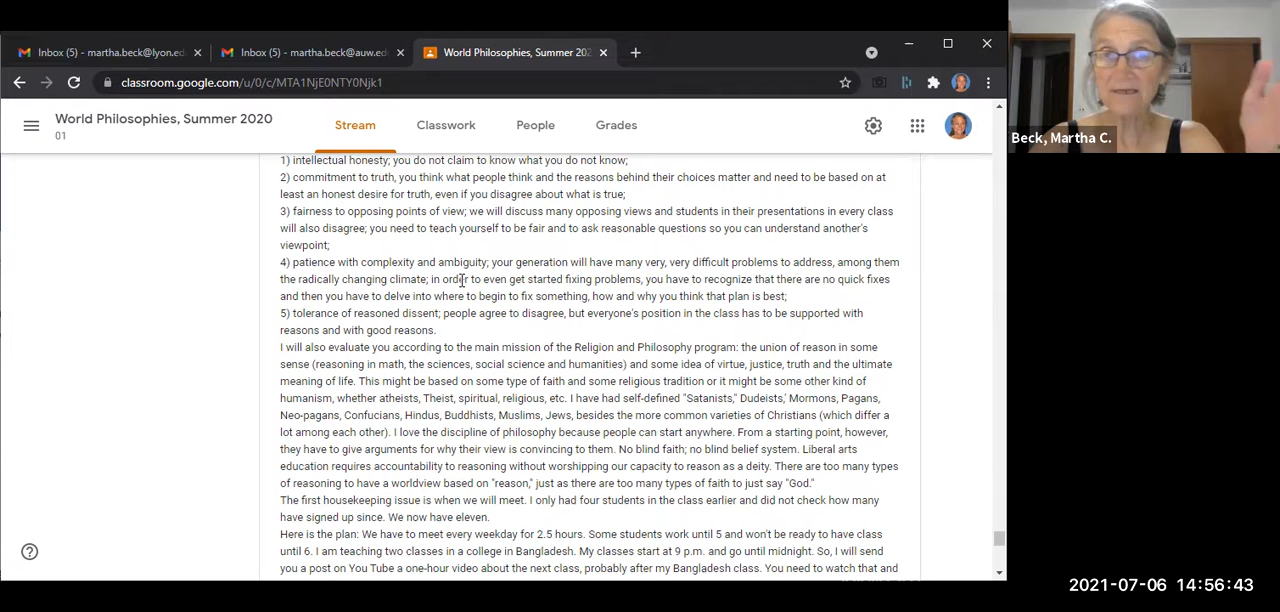 Inbox (5) - martha.beck@lyon.ed
Inbox (5) - martha.beck@auw.ed
World Philosophies, Summer 202
classroom.google.com/u/0/c/MTA1NjE0NTY0Njk1
Beck, Martha C.
World Philosophies, Summer 2020
01
Stream
Classwork
People
Grades
1) intellectual honesty; you do not claim to know what you do not know;
2) commitment to truth, you think what people think and the reasons behind their choices matter and need to be based on at
least an honest desire for truth, even if you disagree about what is true;
3) fairness to opposing points of view; we will discuss many opposing views and students in their presentations in every class
will also disagree; you need to teach yourself to be fair and to ask reasonable questions so you can understand another's
viewpoint;
4) patience with complexity and ambiguity; your generation will have many very, very difficult problems to address, among them
the radically changing climate; in order to even get started fixing problems, you have to recognize that there are no quick fixes
and then you have to delve into where to begin to fix something, how and why you think that plan is best;
5) tolerance of reasoned dissent; people agree to disagree, but everyone's position in the class has to be supported with
reasons and with good reasons.
I will also evaluate you according to the main mission of the Religion and Philosophy program: the union of reason in some
sense (reasoning in math, the sciences, social science and humanities) and some idea of virtue, justice, truth and the ultimate
meaning of life. This might be based on some type of faith and some religious tradition or it might be some other kind of
humanism, whether atheists, Theist, spiritual, religious, etc. I have had self-defined "Satanists," Dudeists,' Mormons, Pagans,
Neo-pagans, Confucians, Hindus, Buddhists, Muslims, Jews, besides the more common varieties of Christians (which differ a
lot among each other). I love the discipline of philosophy because people can start anywhere. From a starting point, however,
they have to give arguments for why their view is convincing to them. No blind faith; no blind belief system. Liberal arts
education requires accountability to reasoning without worshipping our capacity to reason as a deity. There are too many types
of reasoning to have a worldview based on "reason," just as there are too many types of faith to just say "God."
The first housekeeping issue is when we will meet. I only had four students in the class earlier and did not check how many
have signed up since. We now have eleven.
Here is the plan: We have to meet every weekday for 2.5 hours. Some students work until 5 and won't be ready to have class
until 6. I am teaching two classes in a college in Bangladesh. My classes start at 9 p.m. and go until midnight. So, I will send
you a post on You Tube a one-hour video about the next class, probably after my Bangladesh class. You need to watch that and
2021-07-06 14:56:43